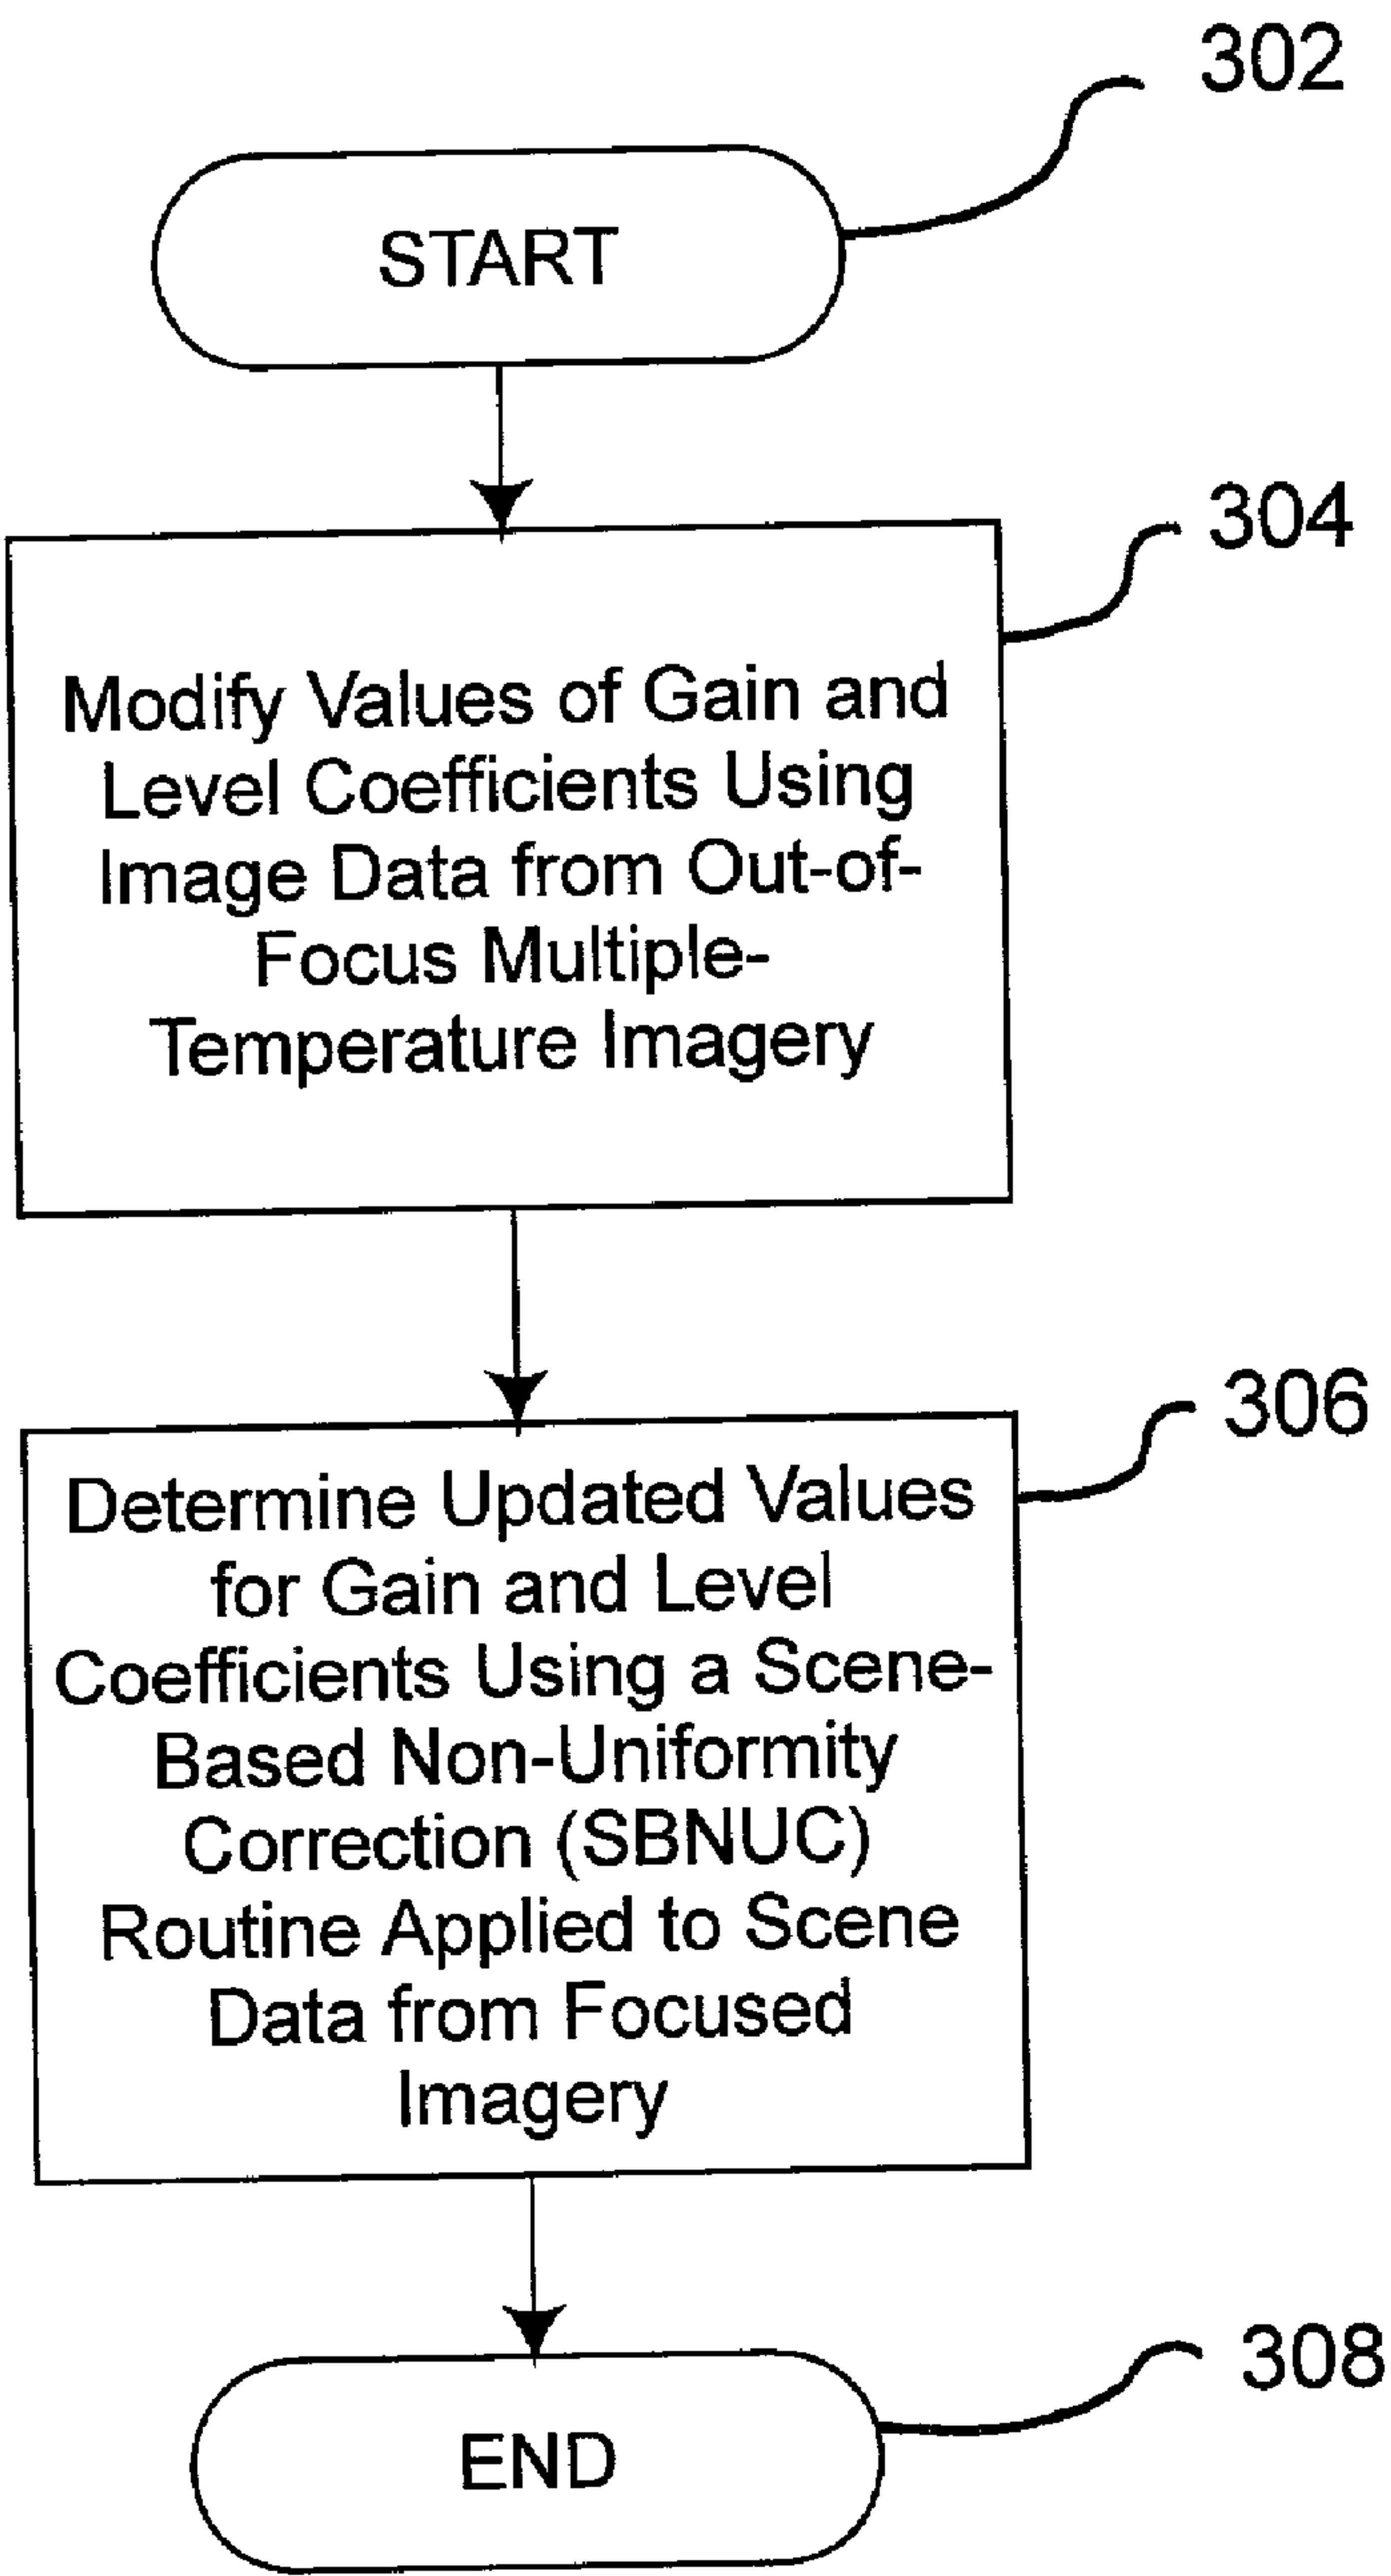 302
START
304
Modify Values of Gain and
Level Coefficients Using
Image Data from Out-of-
Focus Multiple-
Temperature Imagery
306
Determine Updated Values
for Gain and Level
Coefficients Using a Scene-
Based Non-Uniformity
Correction (SBNUC)
Routine Applied to Scene
Data from Focused
Imagery
308
END